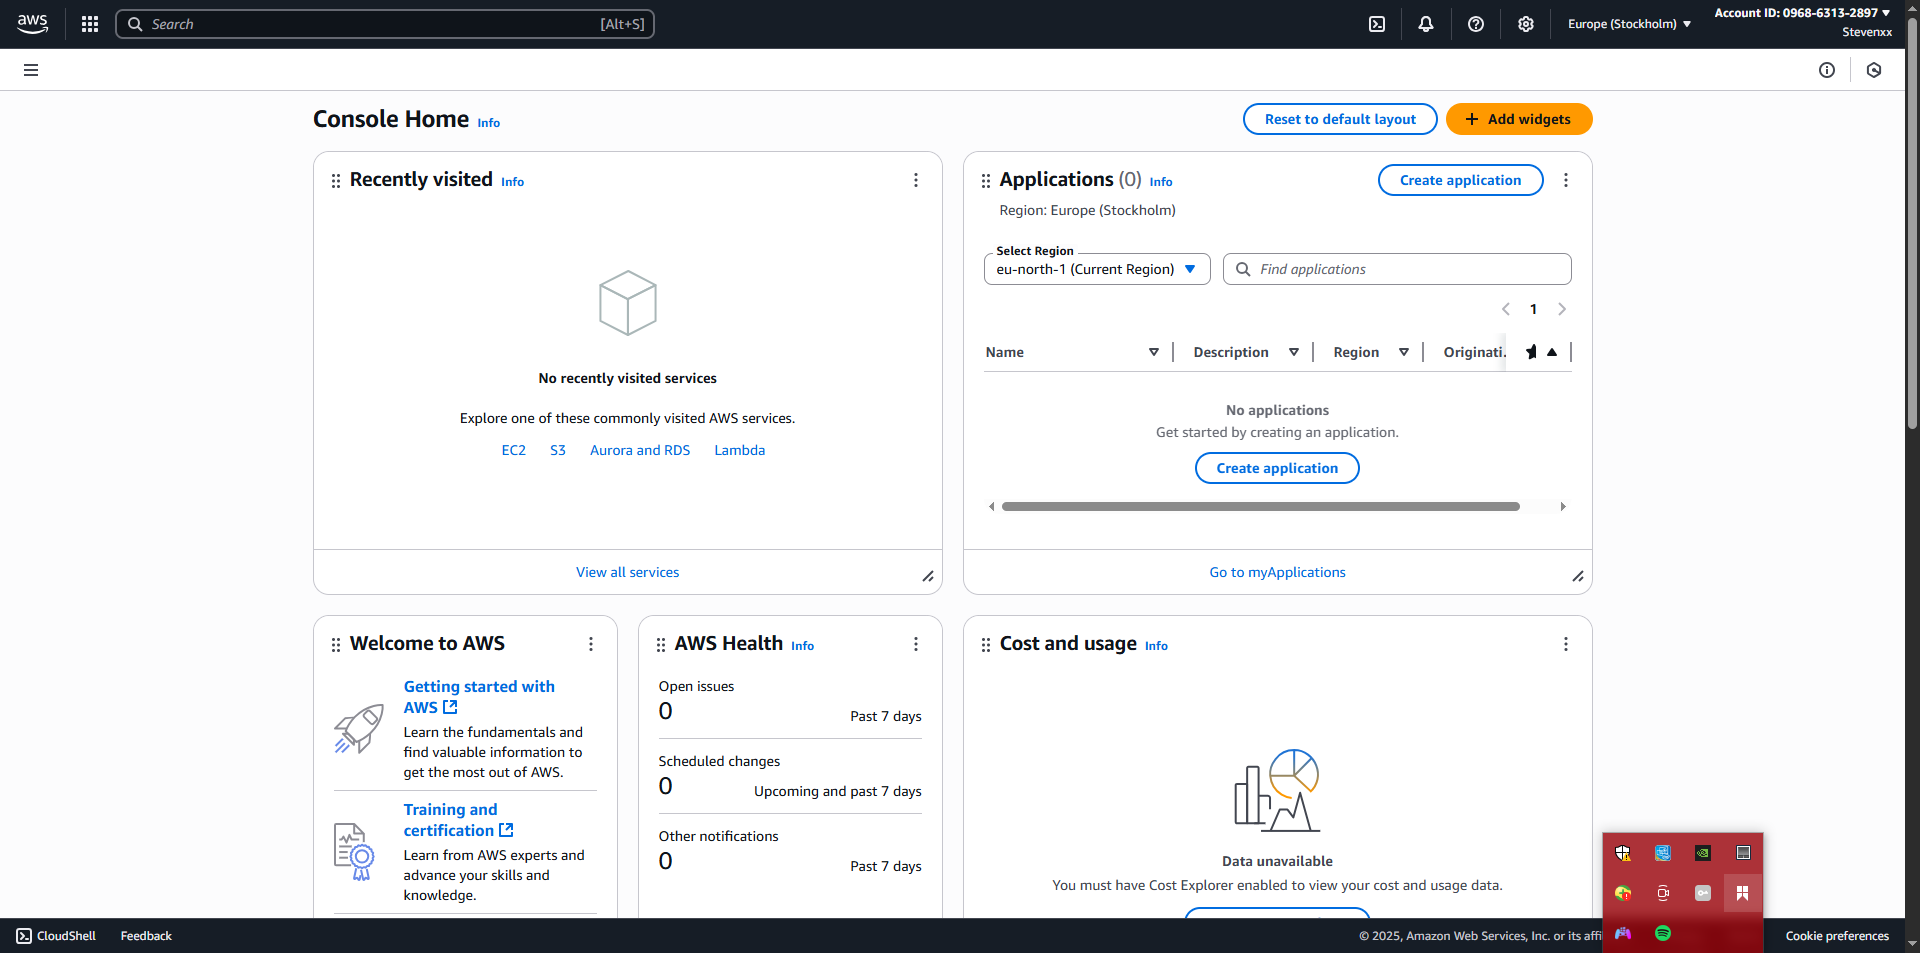 aws
Search
[Alt+S]
Europe (Stockholm)
Account ID: 0968-6313-2897
Stevenxx
Console Home Info
Reset to default layout
Add widgets
Recently visited Info
No recently visited services
Explore one of these commonly visited AWS services.
EC2 S3 Aurora and RDS Lambda
View all services
Applications (0) Info
Create application
Region: Europe (Stockholm)
Select Region
eu-north-1 (Current Region)
Find applications
1
Name Description Region Originati.
No applications
Get started by creating an application.
Create application
Go to myApplications
Welcome to AWS
Getting started with
AWS
Learn the fundamentals and
find valuable information to
get the most out of AWS.
Training and
certification
Learn from AWS experts and
advance your skills and
knowledge.
AWS Health Info
Open issues
0
Past 7 days
Scheduled changes
0
Upcoming and past 7 days
Other notifications
0
Past 7 days
Cost and usage Info
Data unavailable
You must have Cost Explorer enabled to view your cost and usage data.
CloudShell
Feedback
© 2025, Amazon Web Services, Inc. or its affi
Cookie preferences